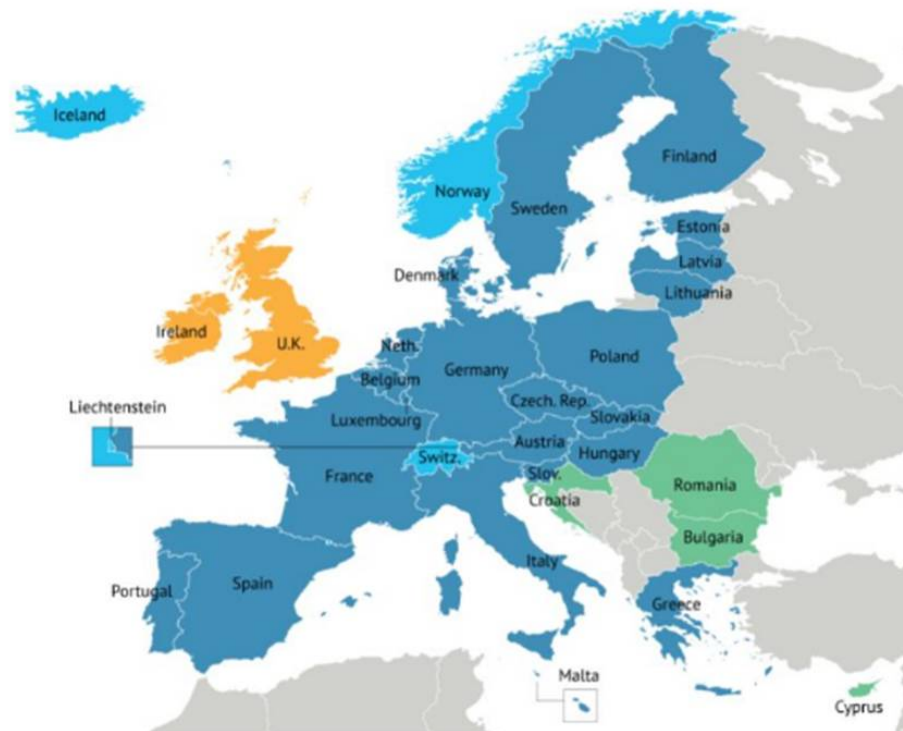 Iceland
Norway
Finland
Sweden
Estonia
Latvia
Denmark
Lithuania
Ireland
U.K.
Neth.
Poland
Germany
Belgium
Czech. Rep.
Liechtenstein
Luxembourg
Slovakia
Austria
Hungary
Switz.
France
Slov.
Romania
Croatia
Bulgaria
Italy
Spain
Portugal
Greece
Malta
Cyprus